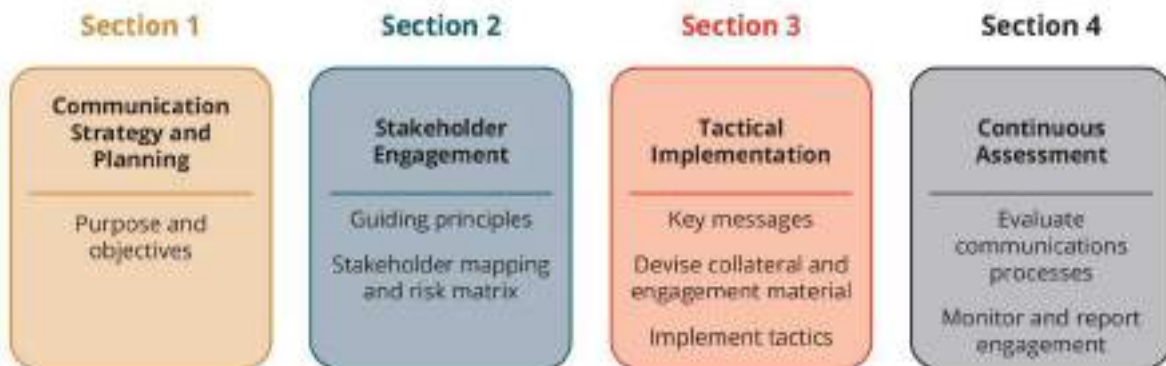 Section 1
Communication
Strategy and
Planning
Purpose and
objectives
Section 2
Stakeholder
Engagement
Guiding principles
Stakeholder mapping
and risk matrix
Section 3
Tactical
Implementation
Key messages
Devise collateral and
engagement material
Implement tactics
Section 4
Continuous
Assessment
Evaluate
communications
processes
Monitor and report
engagement